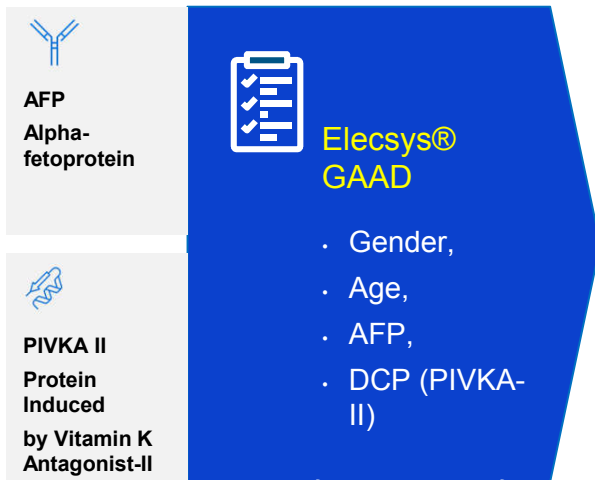 AFP
Alpha-
fetoprotein
PIVKA II
Protein
Induced
by Vitamin K
Antagonist-II
Elecsys®
GAAD
• Gender,
• Age,
• AFP,
• DCP (PIVKA-
II)